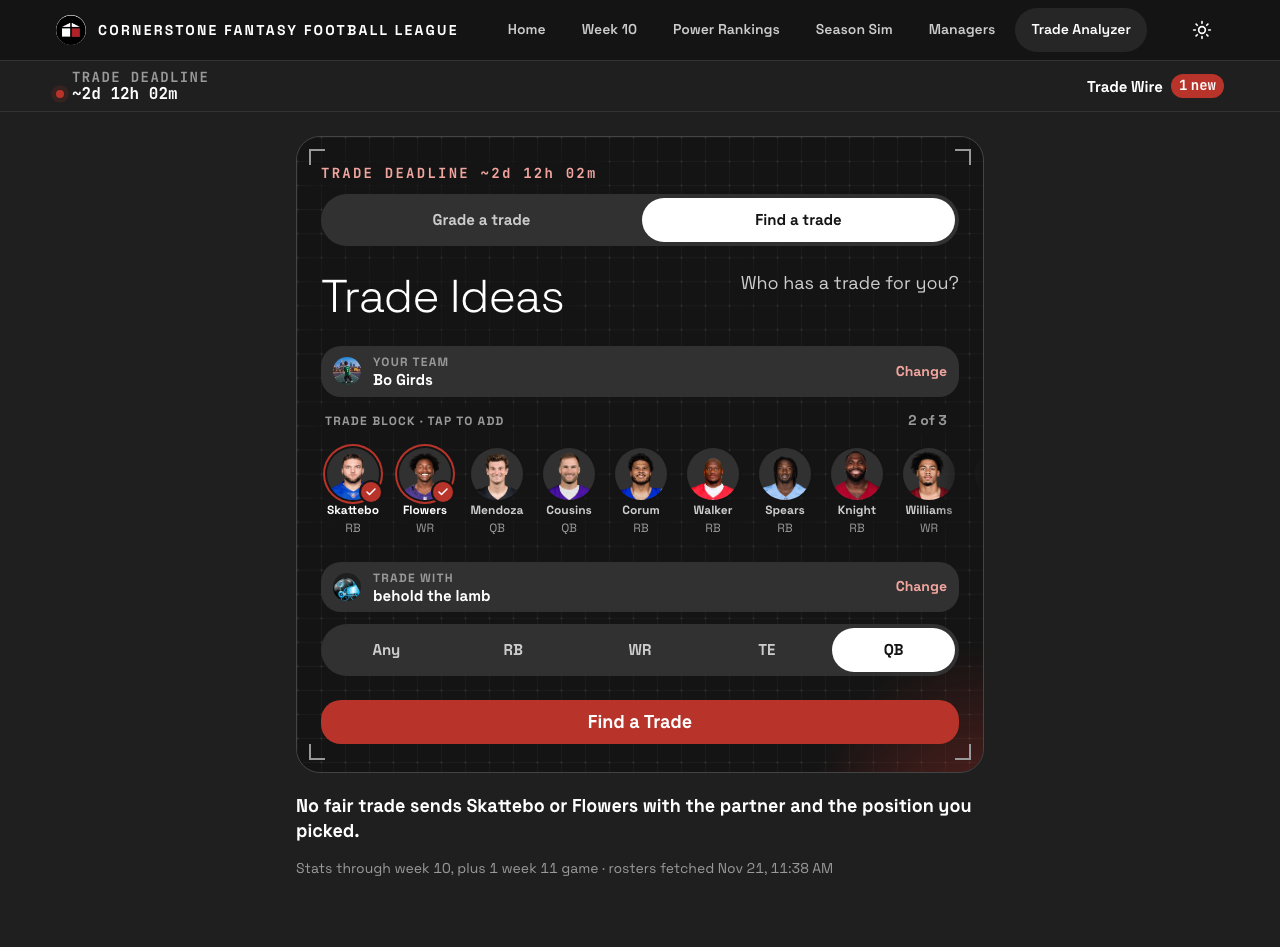 CORNERSTONE FANTASY FOOTBALL LEAGUE
Home
Week 10
Power Rankings
Season Sim
Managers
Trade Analyzer
TRADE DEADLINE
~2d 12h 02m
Trade Wire
1 new
TRADE DEADLINE ~2d 12h 02m
Grade a trade
Find a trade
Trade Ideas
Who has a trade for you?
YOUR TEAM
Bo Girds
Change
TRADE BLOCK · TAP TO ADD
2 of 3
Skattebo
RB
Flowers
WR
Mendoza
QB
Cousins
QB
Corum
RB
Walker
RB
Spears
RB
Knight
RB
Williams
WR
TRADE WITH
behold the lamb
Change
Any
RB
WR
TE
QB
Find a Trade
No fair trade sends Skattebo or Flowers with the partner and the position you
picked.
Stats through week 10, plus 1 week 11 game · rosters fetched Nov 21, 11:38 AM